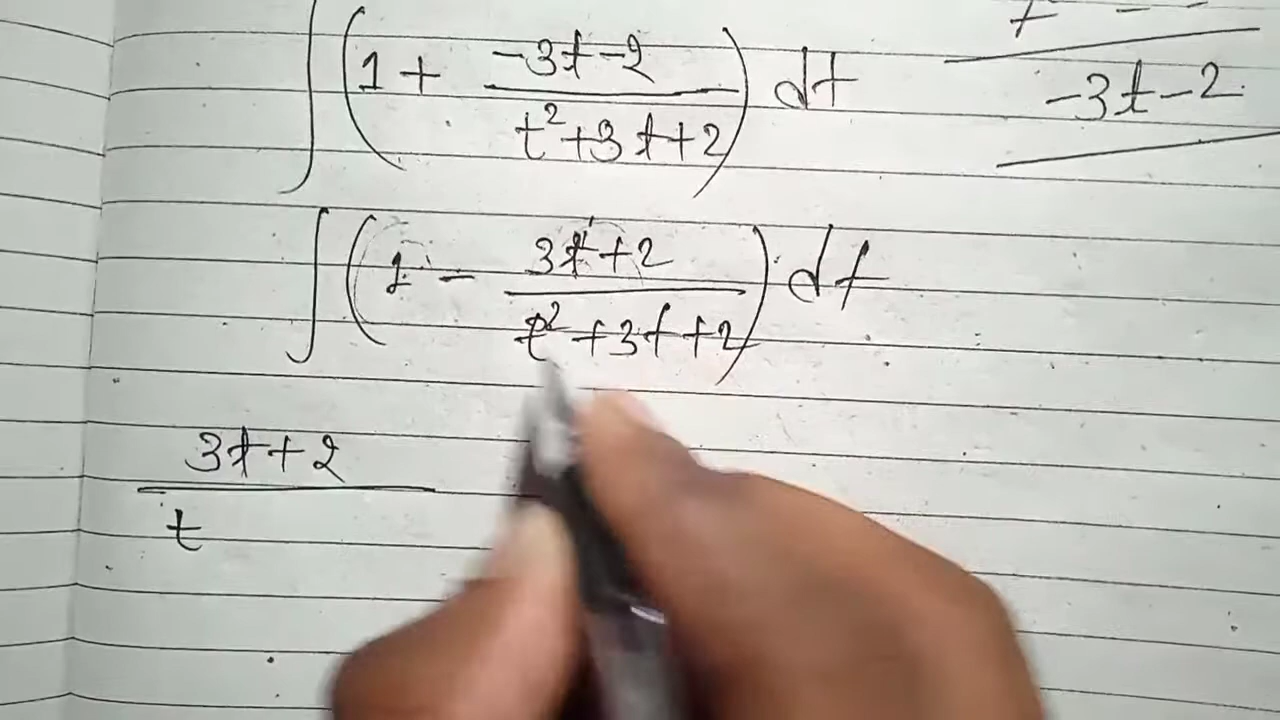 ∫(1 + (-3t-2)/(t²+3t+2)) dt
-3t-2
∫(1 - (3t+2)/(t²+3t+2)) dt
3t+2
t